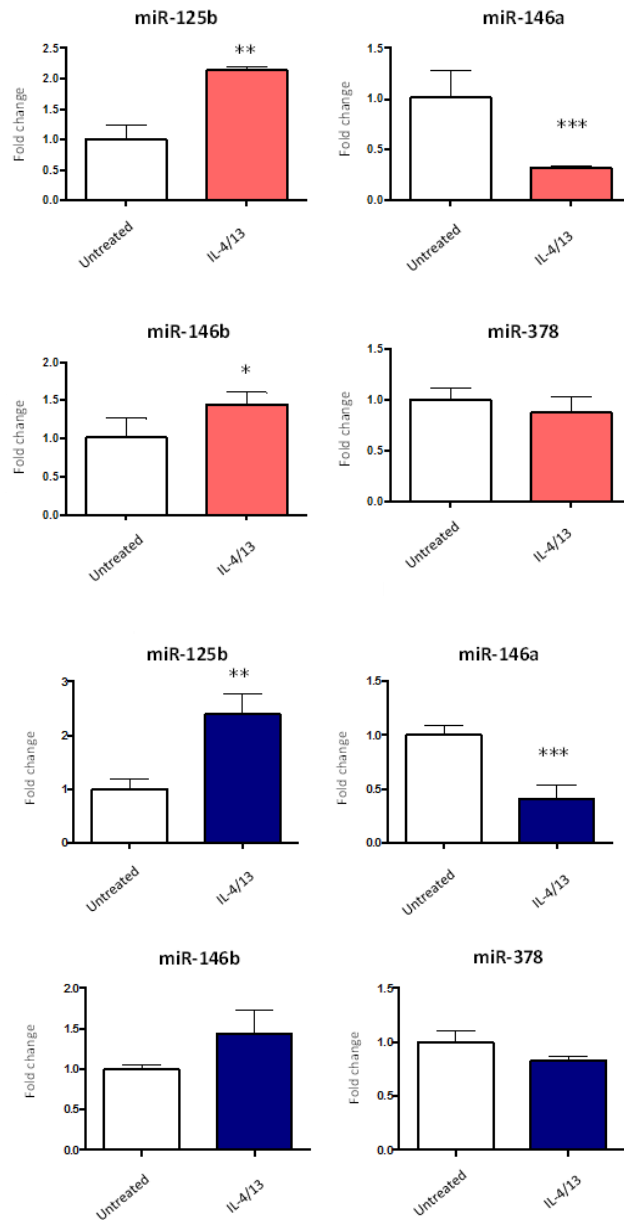 miR-125b
Fold change
2.5
2.0
1.5
1.0
0.5
0.0
**
Untreated
IL-4/13
miR-146a
Fold change
1.5
1.0
0.5
0.0
***
Untreated
IL-4/13
miR-146b
Fold change
2.0
1.5
1.0
0.5
0.0
*
Untreated
IL-4/13
miR-378
Fold change
1.5
1.0
0.5
0.0
Untreated
IL-4/13
miR-125b
Fold change
3
2
1
0
**
Untreated
IL-4/13
miR-146a
Fold change
1.5
1.0
0.5
0.0
***
Untreated
IL-4/13
miR-146b
Fold change
2.0
1.5
1.0
0.5
0.0
Untreated
IL-4/13
miR-378
Fold change
1.5
1.0
0.5
0.0
Untreated
IL-4/13